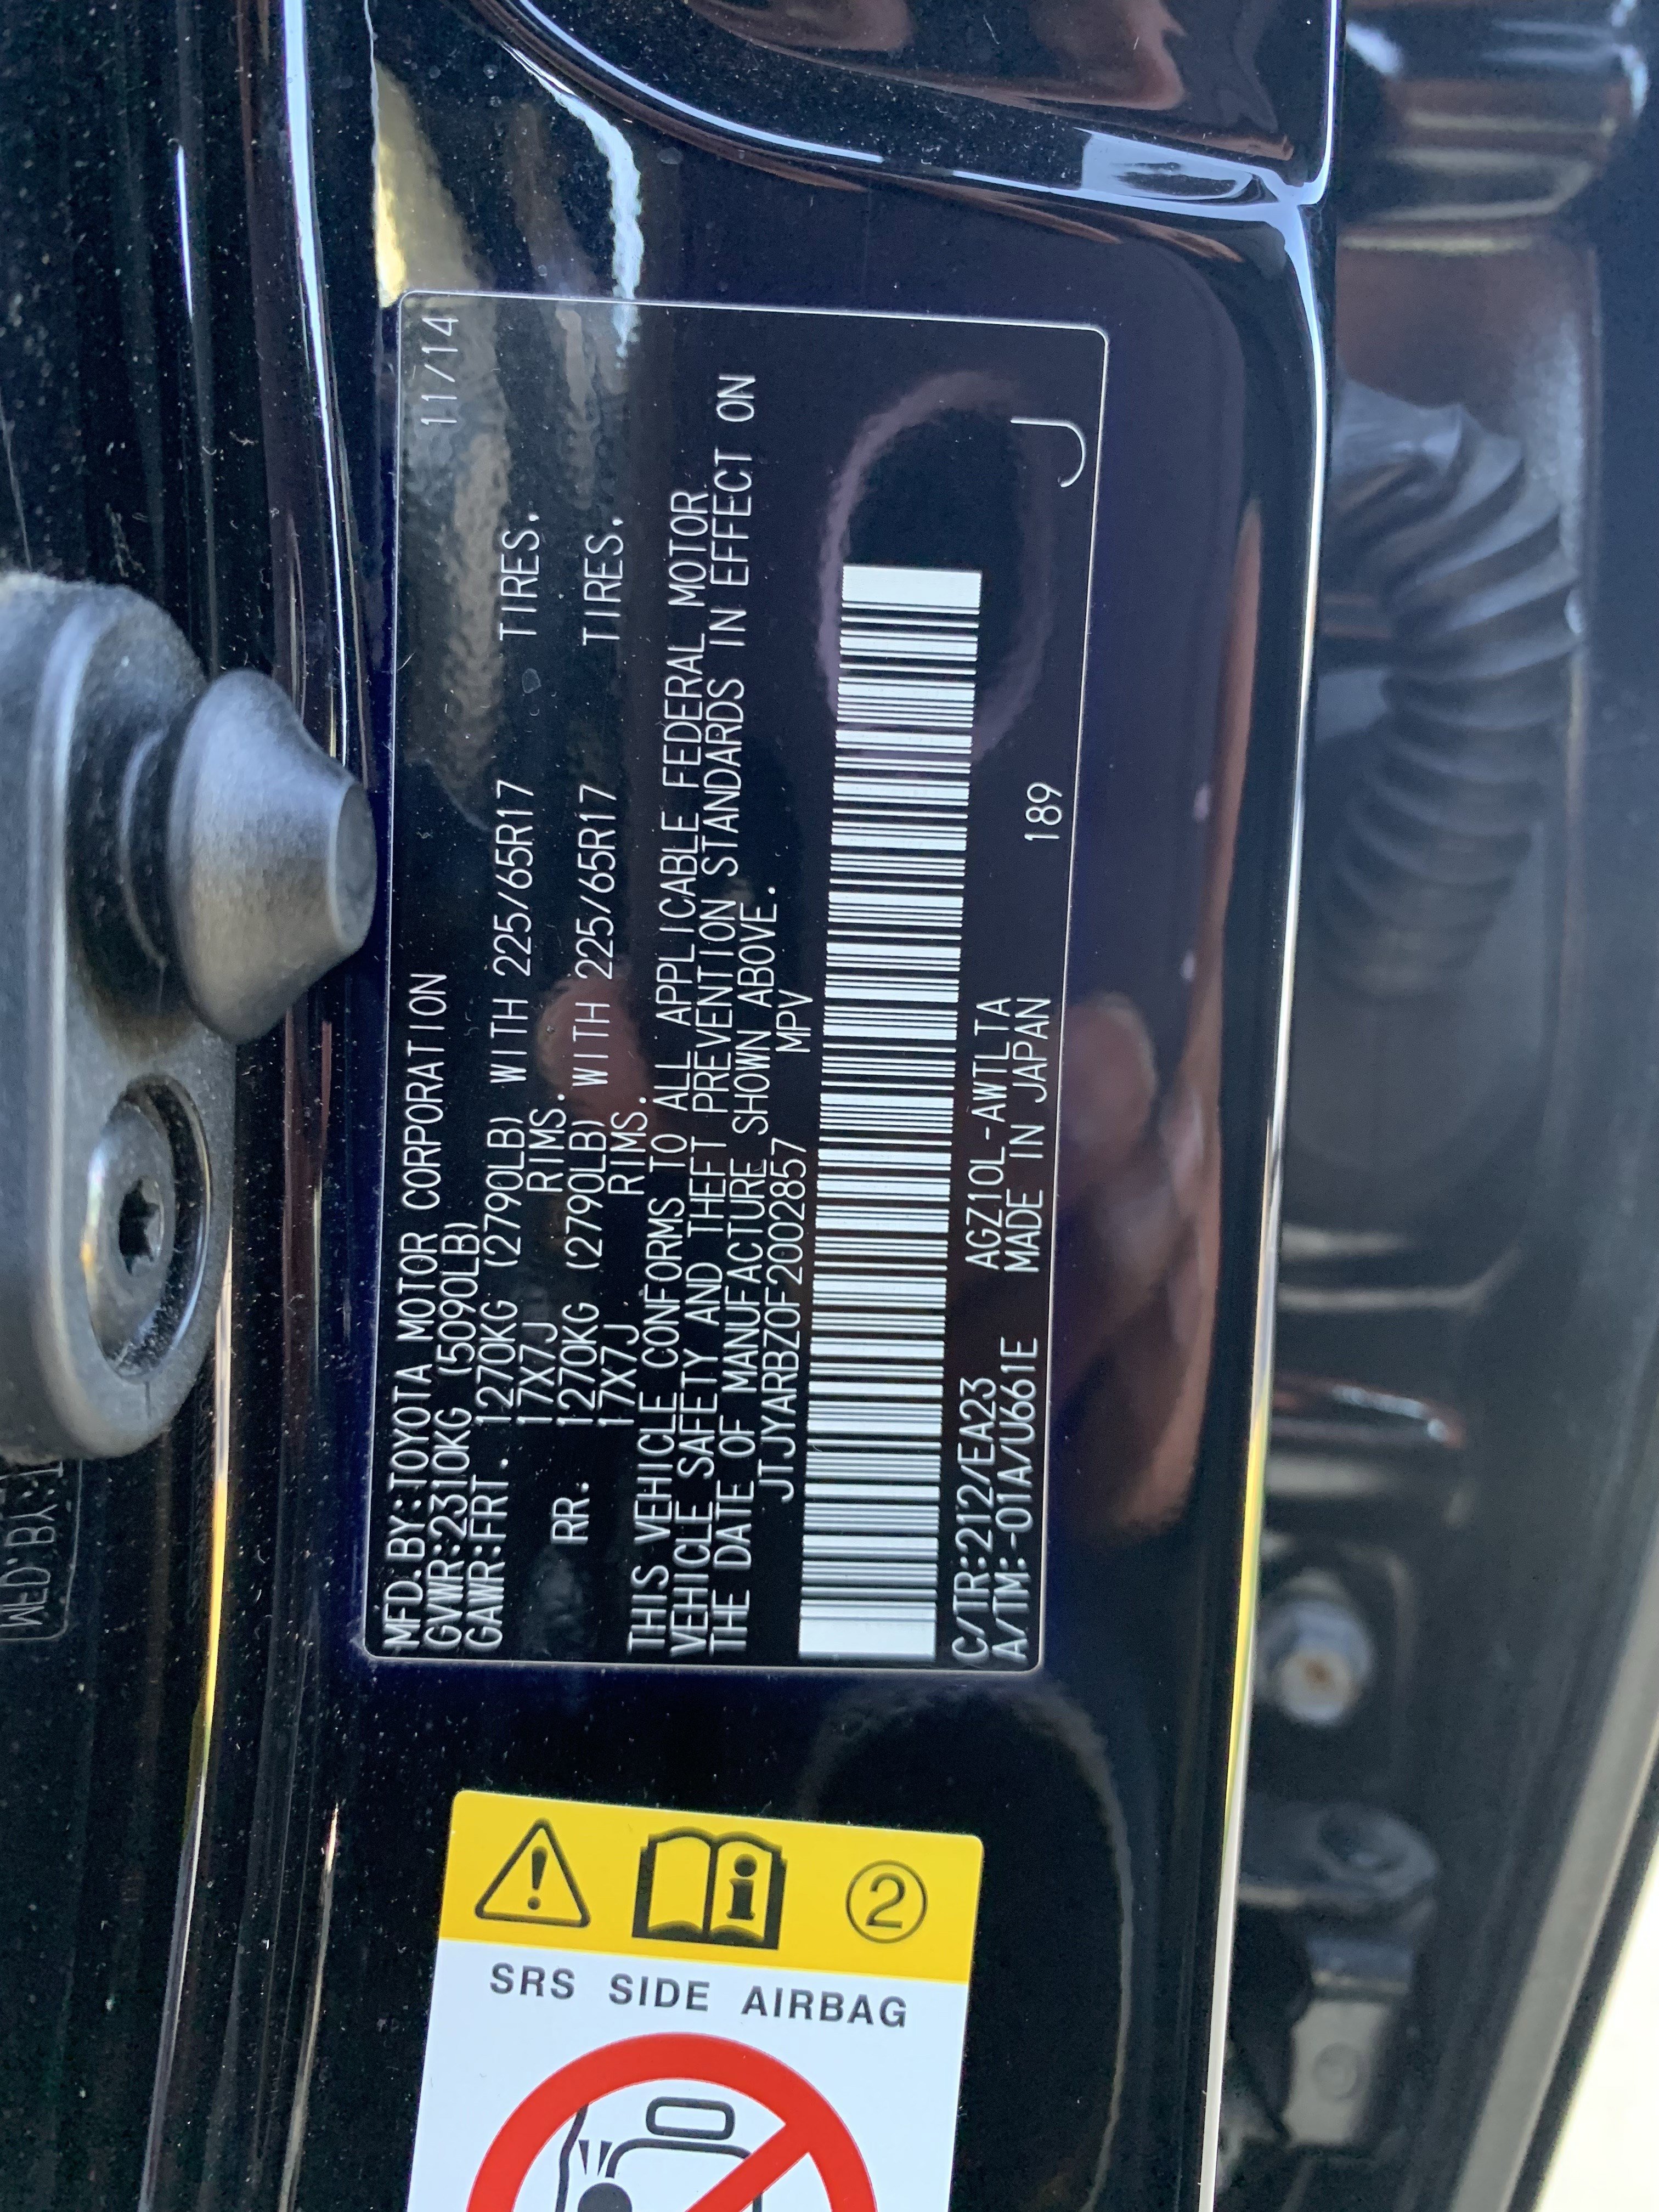 MFD.BY:TOYOTA MOTOR CORPORATION 11/14
GVWR:2310KG (5090LB)
GAWR:FRT. 1270KG (2790LB) WITH 225/65R17 TIRES,
17X7J RIMS.
RR. 1270KG (2790LB) WITH 225/65R17 TIRES,
17X7J RIMS.
THIS VEHICLE CONFORMS TO ALL APPLICABLE FEDERAL MOTOR
VEHICLE SAFETY AND THEFT PREVENTION STANDARDS IN EFFECT ON
THE DATE OF MANUFACTURE SHOWN ABOVE.
JTJYARBZ0F2002857 MPV
C/TR:212/EA23 AGZ10L-AWTLTA
A/TM:-01A/U661E MADE IN JAPAN 189
J
2
SRS SIDE AIRBAG
MFD.BY: